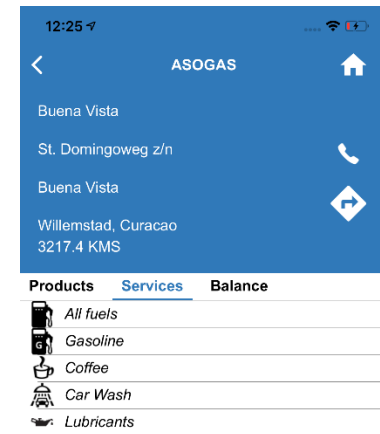 12:25
ASOGAS
Buena Vista
St. Domingoweg z/n
Buena Vista
Willemstad, Curacao
3217.4 KMS
Products Services Balance
All fuels
G Gasoline
Coffee
Car Wash
Lubricants